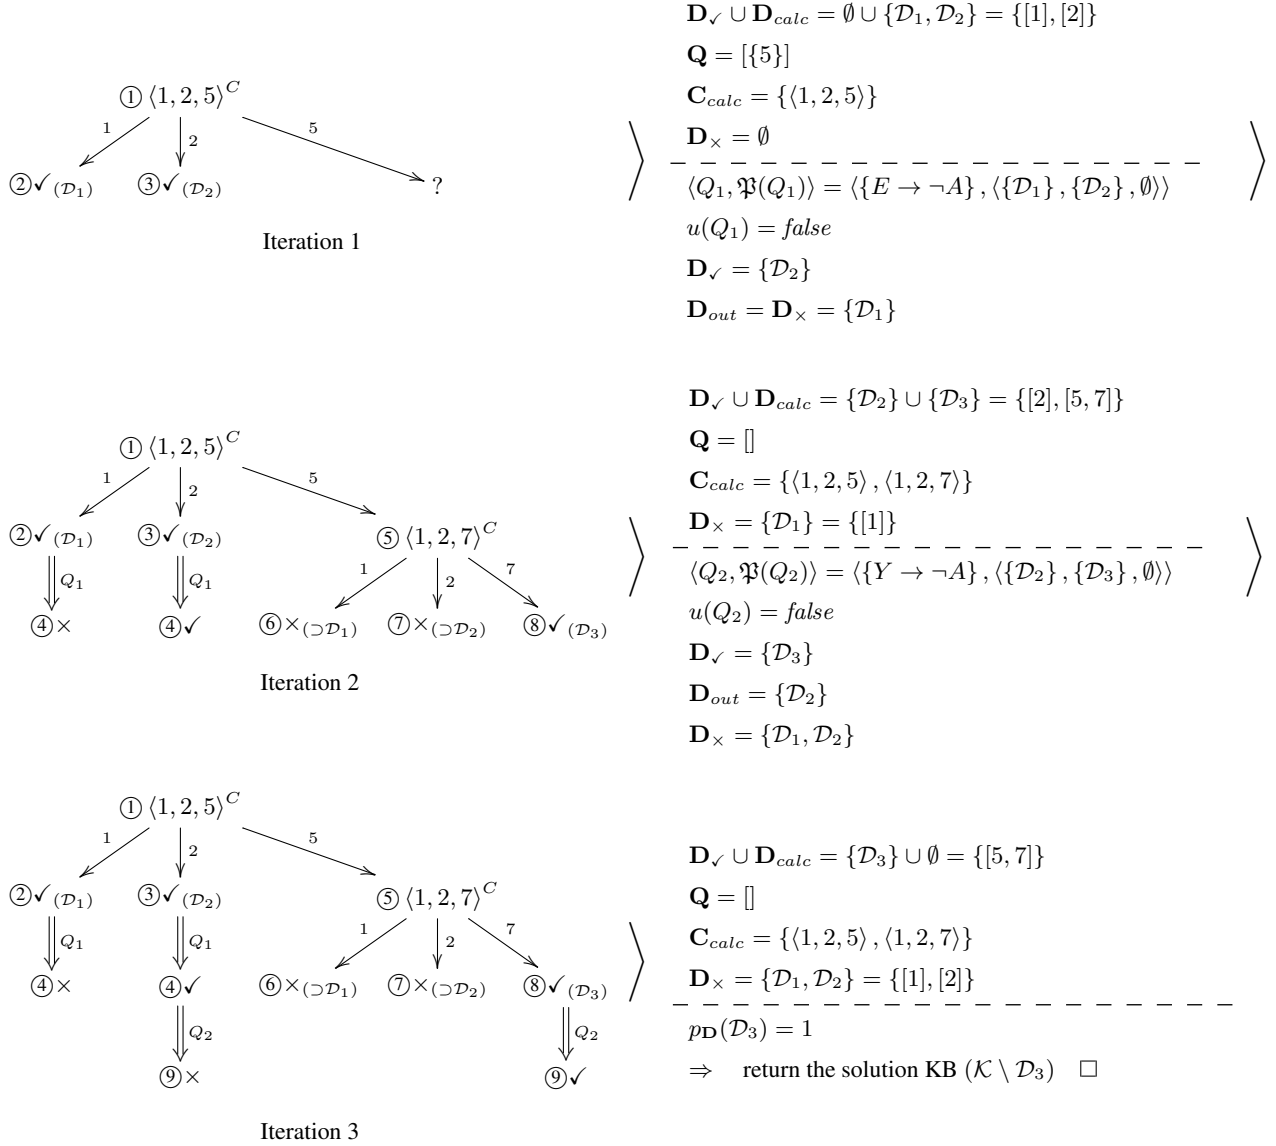 ① ⟨1, 2, 5⟩^C
1 2 5
②✓(𝒟₁) ③✓(𝒟₂) ?
Iteration 1
𝐃✓ ∪ 𝐃_calc = ∅ ∪ {𝒟₁, 𝒟₂} = {[1], [2]}
𝐐 = [{5}]
𝐂_calc = {⟨1, 2, 5⟩}
𝐃× = ∅
⟨Q₁, 𝔓(Q₁)⟩ = ⟨{E → ¬A}, ⟨{𝒟₁}, {𝒟₂}, ∅⟩⟩
u(Q₁) = false
𝐃✓ = {𝒟₂}
𝐃_out = 𝐃× = {𝒟₁}
① ⟨1, 2, 5⟩^C
1 2 5
②✓(𝒟₁) ③✓(𝒟₂) ⑤ ⟨1, 2, 7⟩^C
Q₁ Q₁ 1 2 7
④× ④✓ ⑥×(⊃𝒟₁) ⑦×(⊃𝒟₂) ⑧✓(𝒟₃)
Iteration 2
𝐃✓ ∪ 𝐃_calc = {𝒟₂} ∪ {𝒟₃} = {[2], [5, 7]}
𝐐 = []
𝐂_calc = {⟨1, 2, 5⟩, ⟨1, 2, 7⟩}
𝐃× = {𝒟₁} = {[1]}
⟨Q₂, 𝔓(Q₂)⟩ = ⟨{Y → ¬A}, ⟨{𝒟₂}, {𝒟₃}, ∅⟩⟩
u(Q₂) = false
𝐃✓ = {𝒟₃}
𝐃_out = {𝒟₂}
𝐃× = {𝒟₁, 𝒟₂}
① ⟨1, 2, 5⟩^C
1 2 5
②✓(𝒟₁) ③✓(𝒟₂) ⑤ ⟨1, 2, 7⟩^C
Q₁ Q₁ 1 2 7
④× ④✓ ⑥×(⊃𝒟₁) ⑦×(⊃𝒟₂) ⑧✓(𝒟₃)
Q₂ Q₂
⑨× ⑨✓
Iteration 3
𝐃✓ ∪ 𝐃_calc = {𝒟₃} ∪ ∅ = {[5, 7]}
𝐐 = []
𝐂_calc = {⟨1, 2, 5⟩, ⟨1, 2, 7⟩}
𝐃× = {𝒟₁, 𝒟₂} = {[1], [2]}
p_𝐃(𝒟₃) = 1
⇒ return the solution KB (𝒦 \ 𝒟₃) □